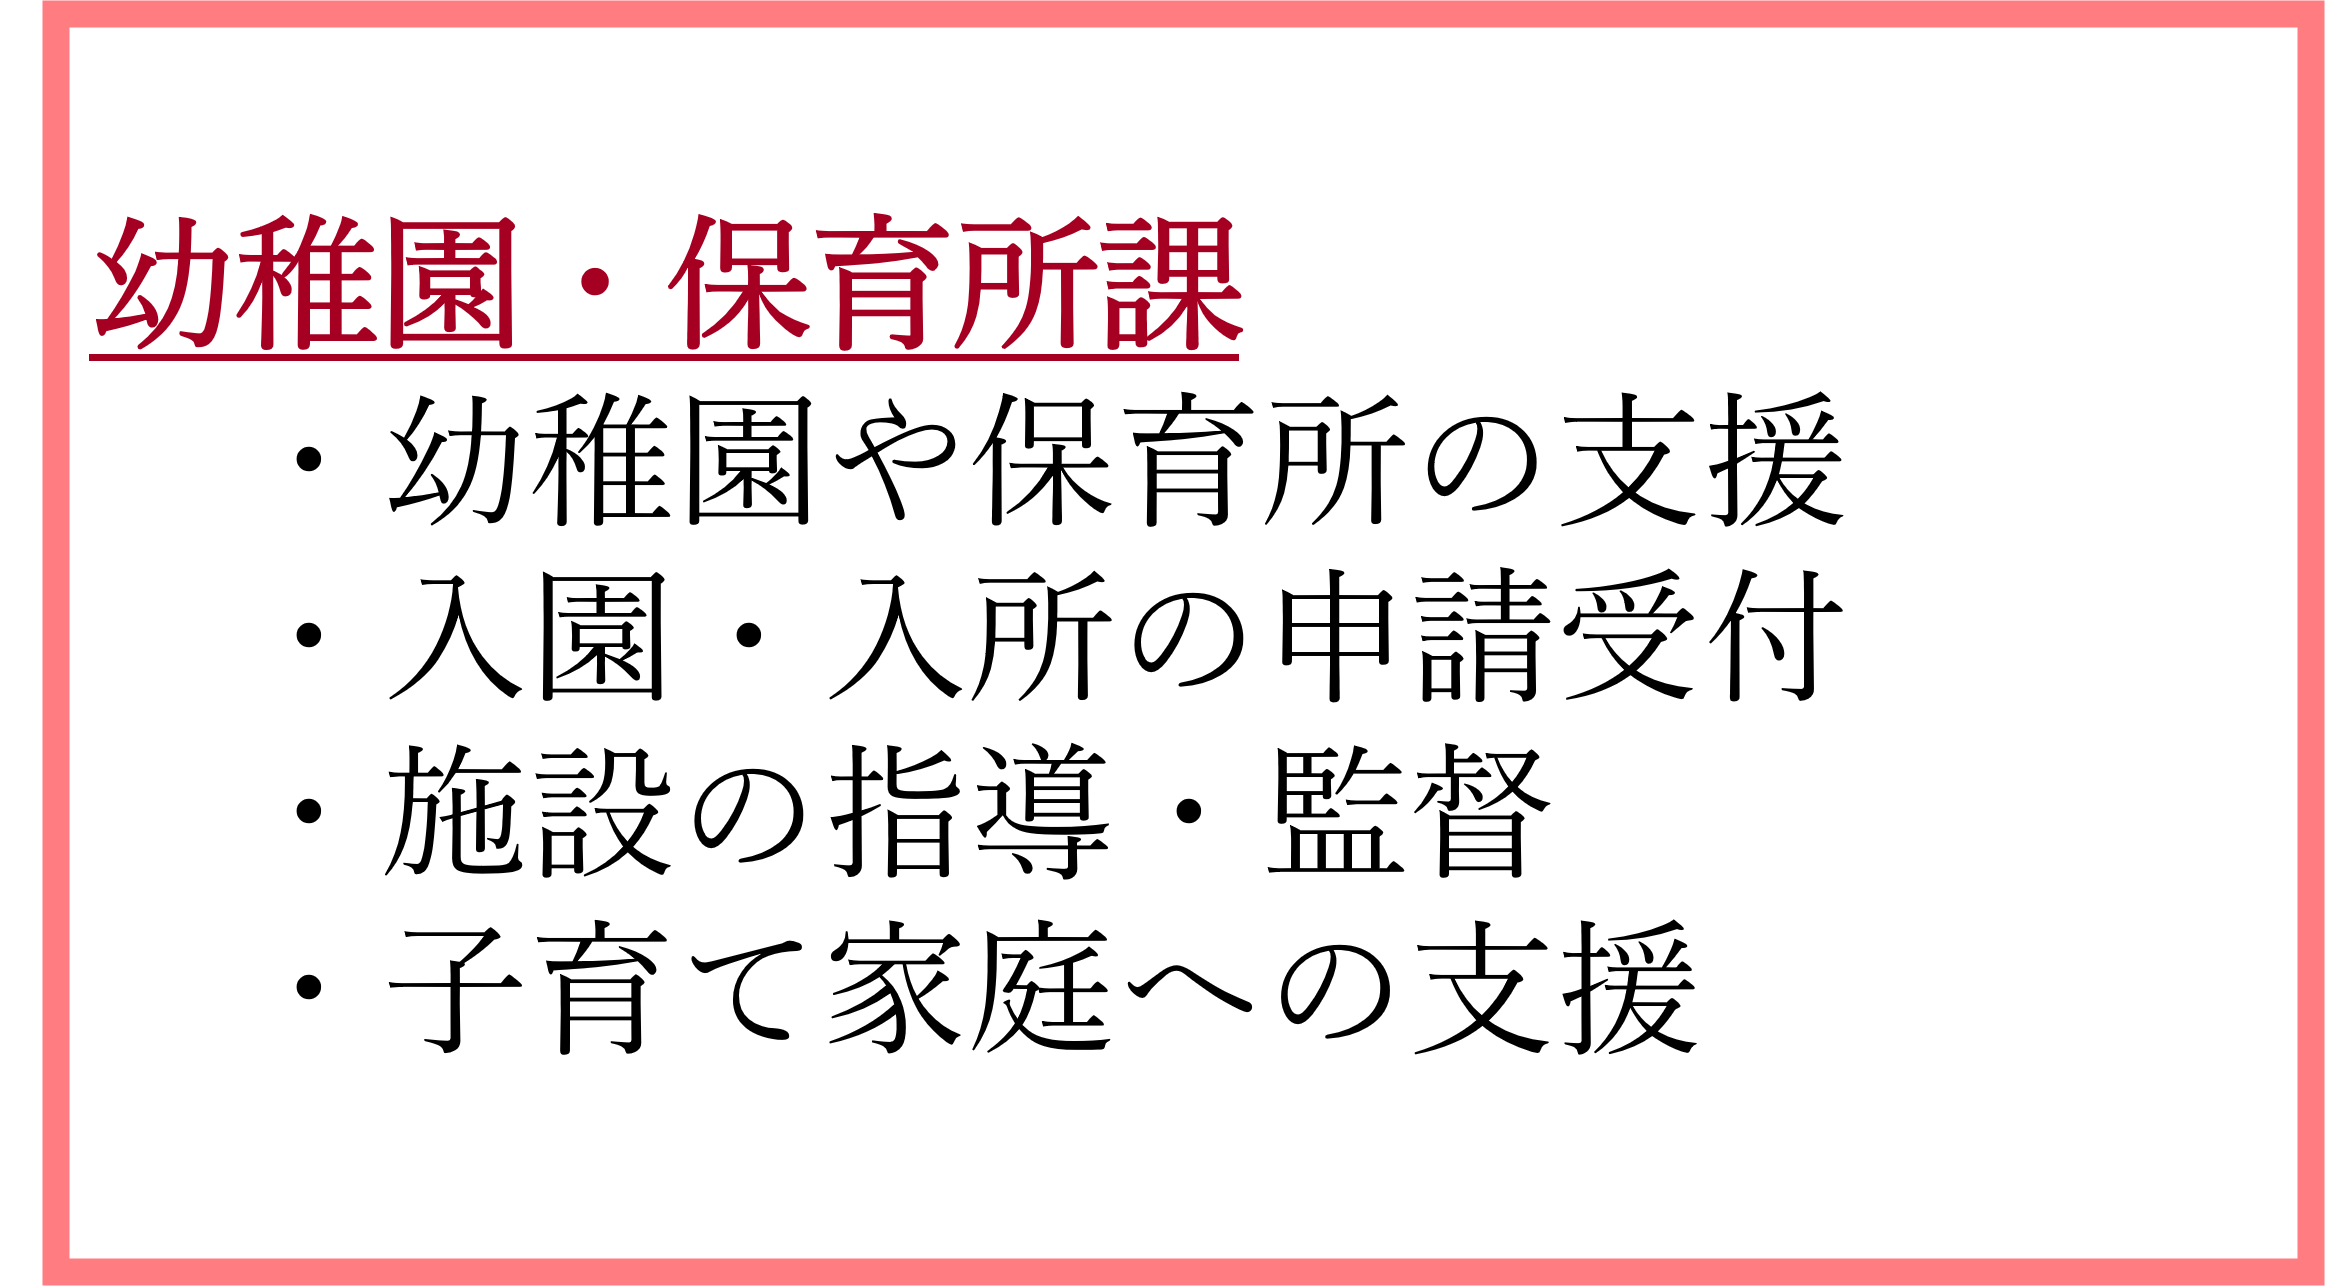 幼稚園・保育所課
・幼稚園や保育所の支援
・入園・入所の申請受付
・施設の指導・監督
・子育て家庭への支援